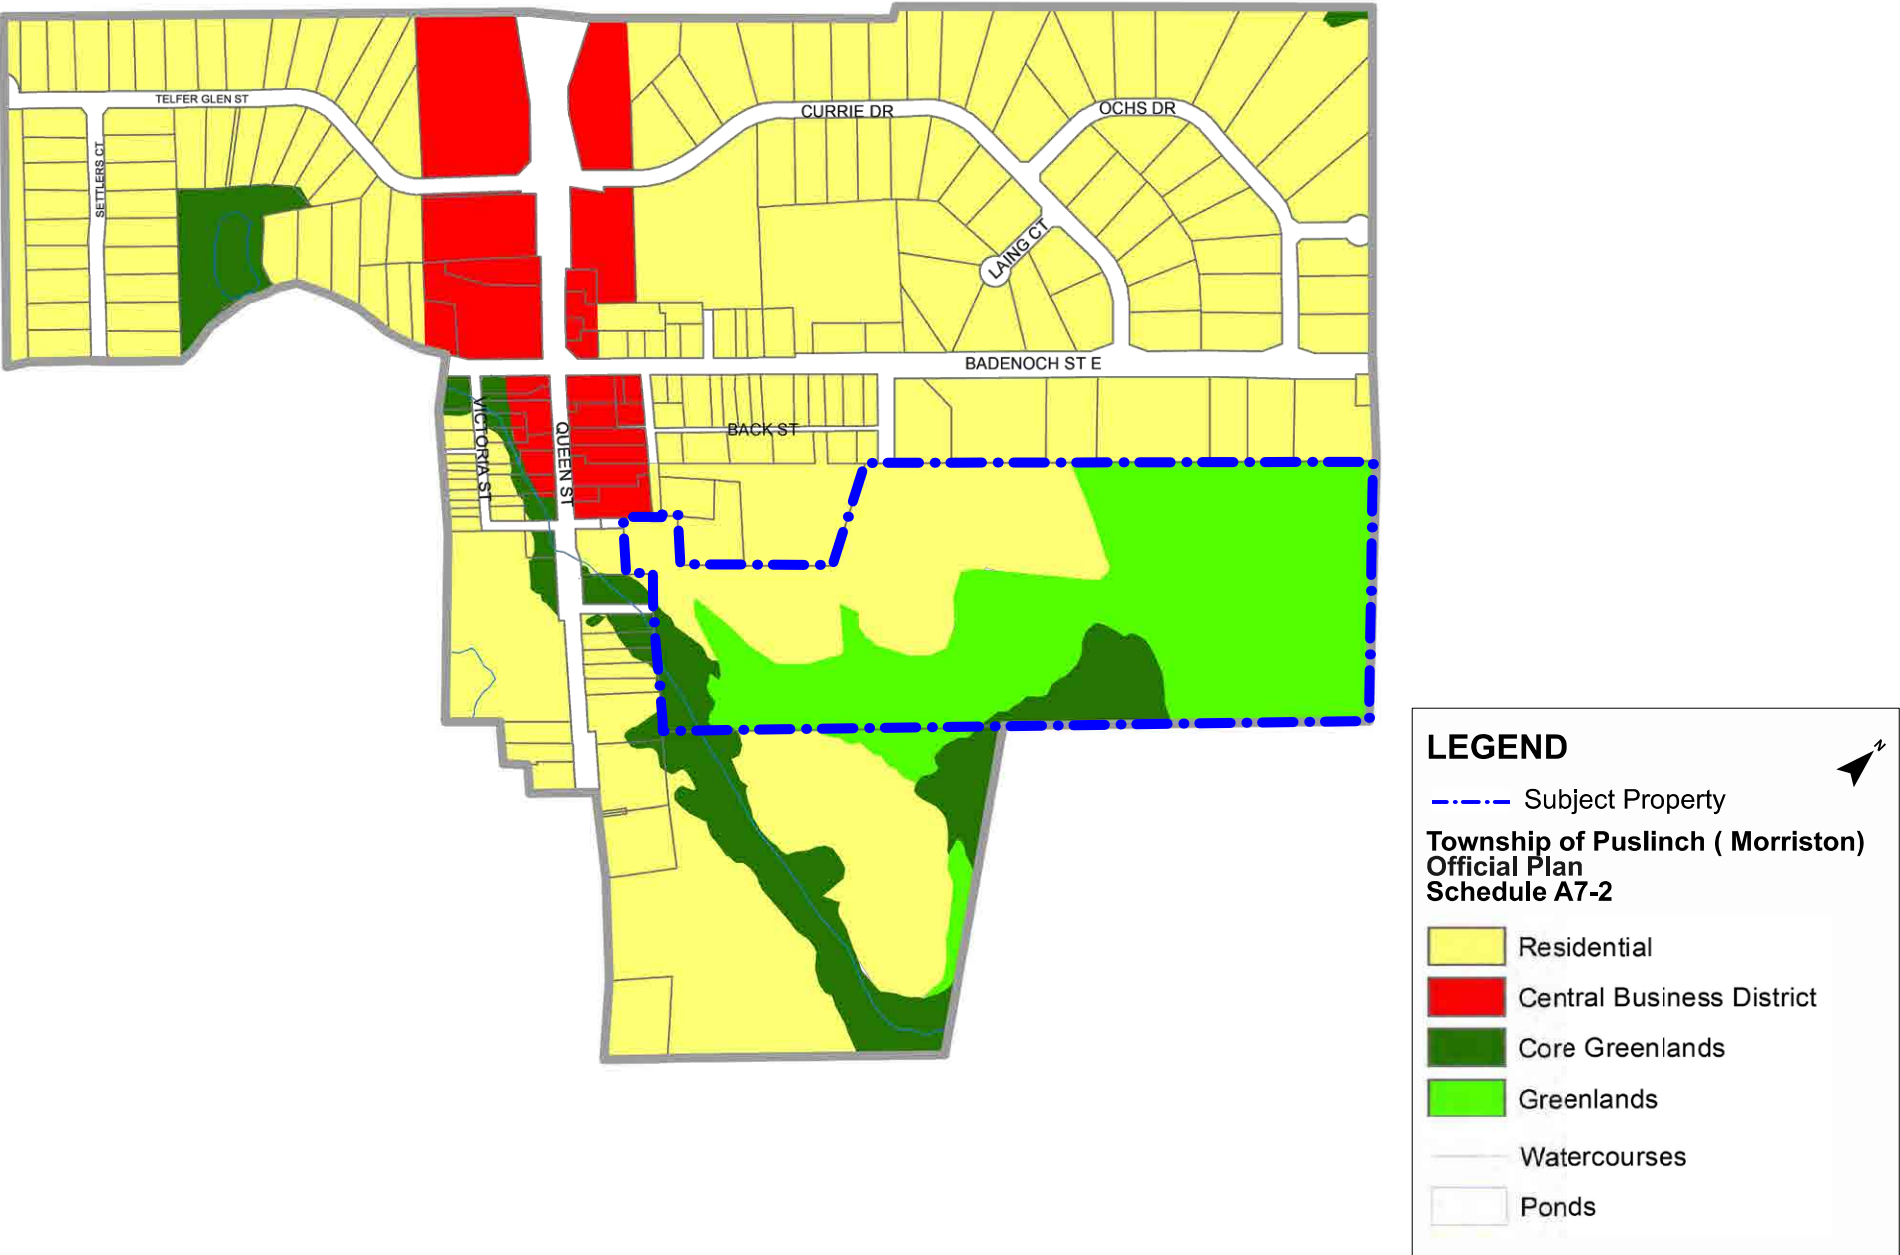 TELFER GLEN ST
SETTLERS CT
CURRIE DR
OCHS DR
LAING CT
BADENOCH ST E
VICTORIA ST
QUEEN ST
BACK ST
LEGEND
N
Subject Property
Township of Puslinch ( Morriston)
Official Plan
Schedule A7-2
Residential
Central Business District
Core Greenlands
Greenlands
Watercourses
Ponds